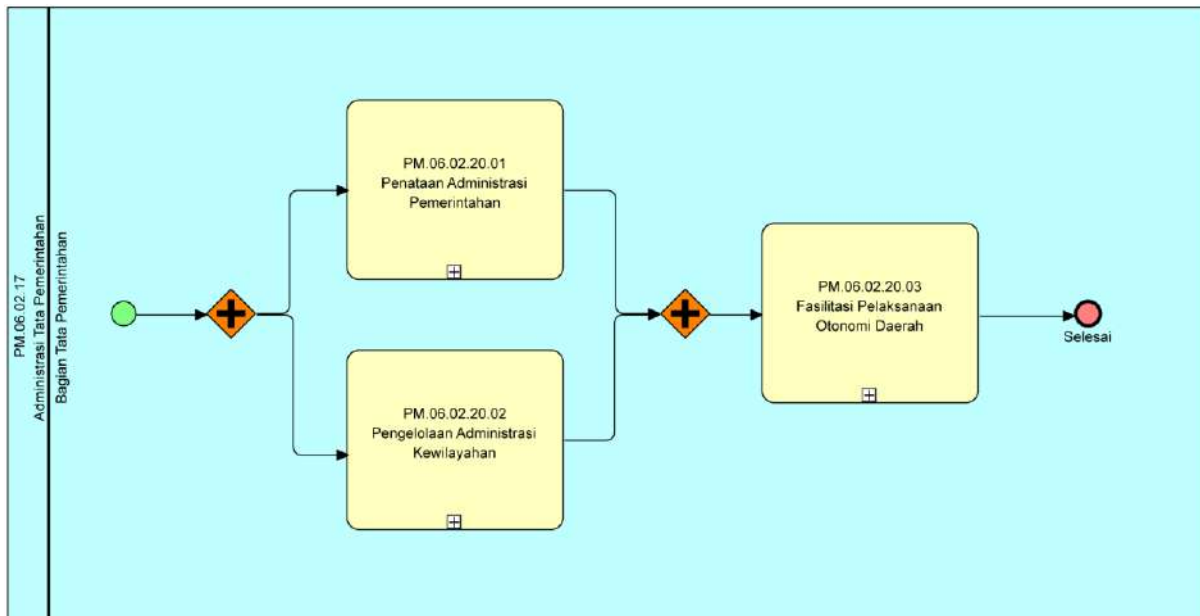 PM.06.02.17
Administrasi Tata Pemerintahan
Bagian Tata Pemerintahan
PM.06.02.20.01
Penataan Administrasi
Pemerintahan
PM.06.02.20.02
Pengelolaan Administrasi
Kewilayahan
PM.06.02.20.03
Fasilitasi Pelaksanaan
Otonomi Daerah
Selesai